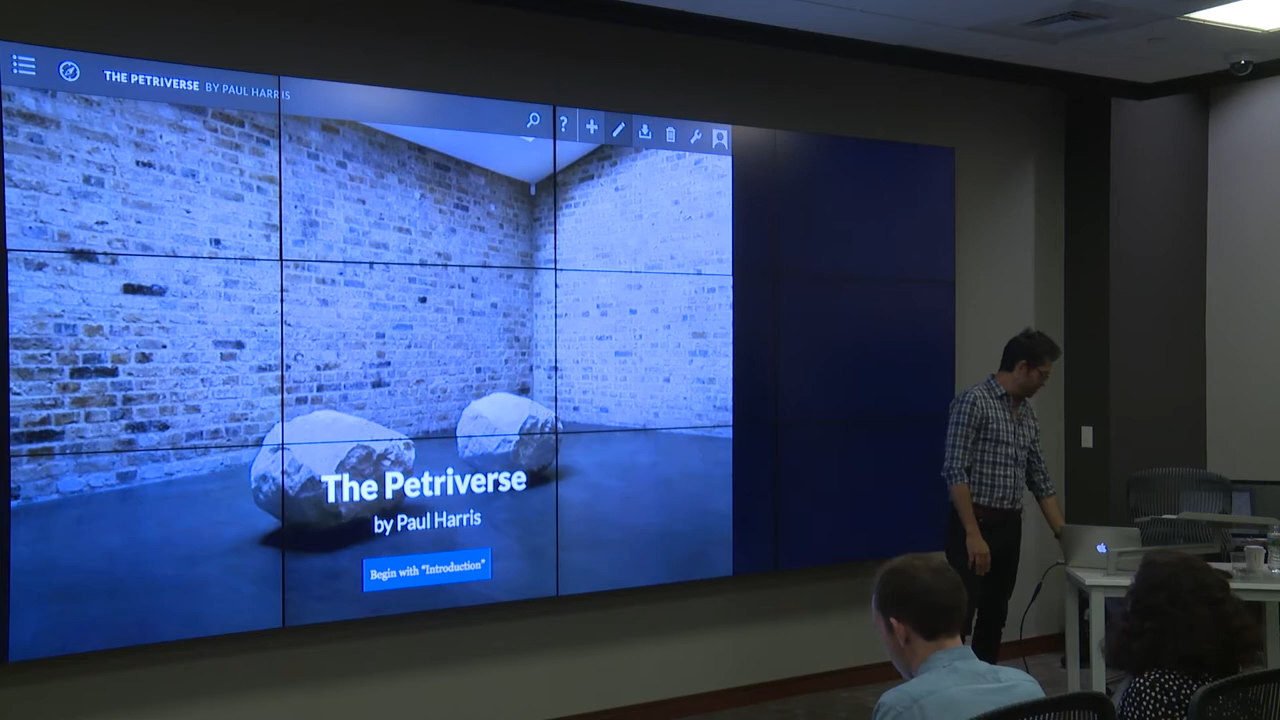 THE PETRIVERSE BY PAUL HARRIS
?
The Petriverse
by Paul Harris
Begin with “Introduction”